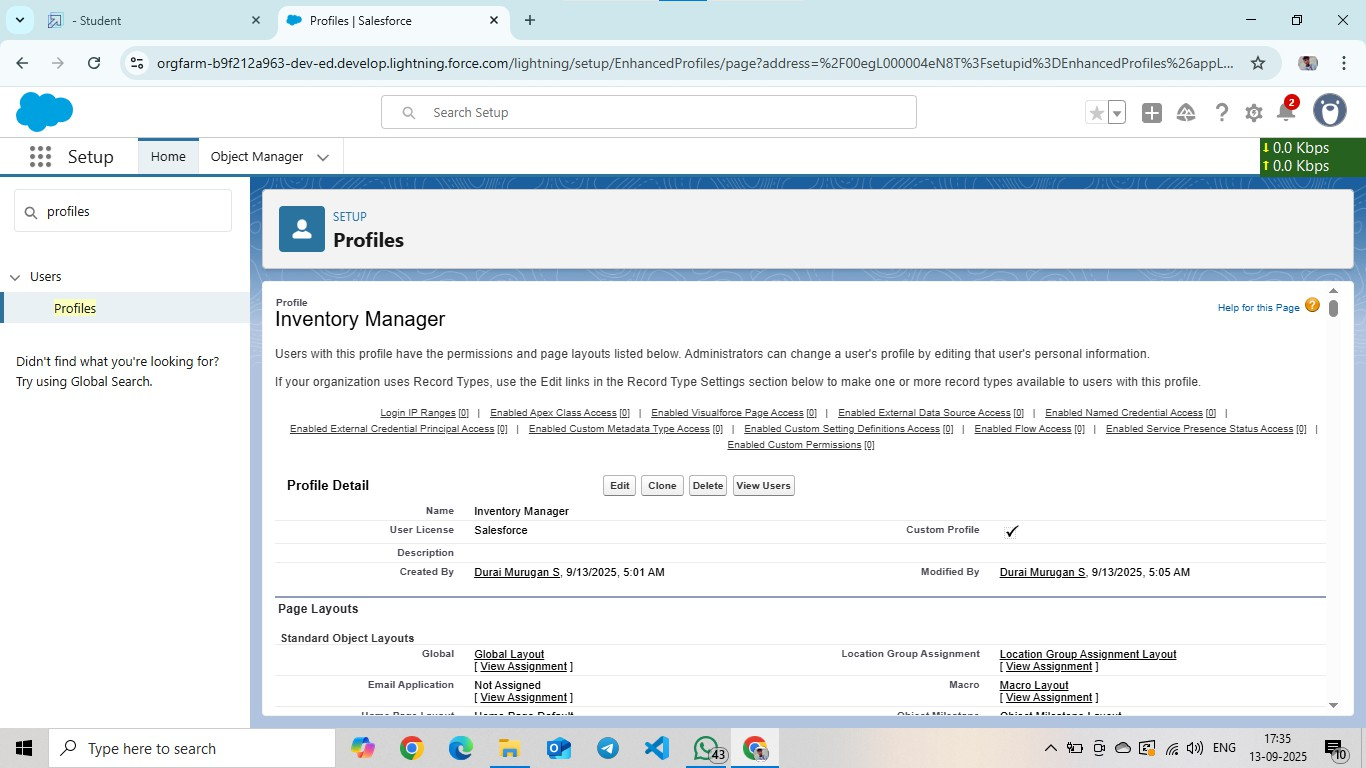 - Student
Profiles | Salesforce
orgfarm-b9f212a963-dev-ed.develop.lightning.force.com/lightning/setup/EnhancedProfiles/page?address=%2F00egL000004eN8T%3Fsetupid%3DEnhancedProfiles%26appL...
Search Setup
2
Setup
Home
Object Manager
0.0 Kbps
0.0 Kbps
profiles
Users
Profiles
Didn't find what you're looking for?
Try using Global Search.
SETUP
Profiles
Profile
Inventory Manager
Help for this Page
Users with this profile have the permissions and page layouts listed below. Administrators can change a user's profile by editing that user's personal information.
If your organization uses Record Types, use the Edit links in the Record Type Settings section below to make one or more record types available to users with this profile.
Login IP Ranges [0] | Enabled Apex Class Access [0] | Enabled Visualforce Page Access [0] | Enabled External Data Source Access [0] | Enabled Named Credential Access [0] |
Enabled External Credential Principal Access [0] | Enabled Custom Metadata Type Access [0] | Enabled Custom Setting Definitions Access [0] | Enabled Flow Access [0] | Enabled Service Presence Status Access [0] |
Enabled Custom Permissions [0]
Profile Detail Edit Clone Delete View Users
Name Inventory Manager
User License Salesforce Custom Profile
Description
Created By Durai Murugan S, 9/13/2025, 5:01 AM Modified By Durai Murugan S, 9/13/2025, 5:05 AM
Page Layouts
Standard Object Layouts
Global Global Layout Location Group Assignment Location Group Assignment Layout
[ View Assignment ] [ View Assignment ]
Email Application Not Assigned Macro Macro Layout
[ View Assignment ] [ View Assignment ]
Home Page Layout Home Page Default Object Milestone Object Milestone Layout
Type here to search
43
ENG
17:35
13-09-2025
10